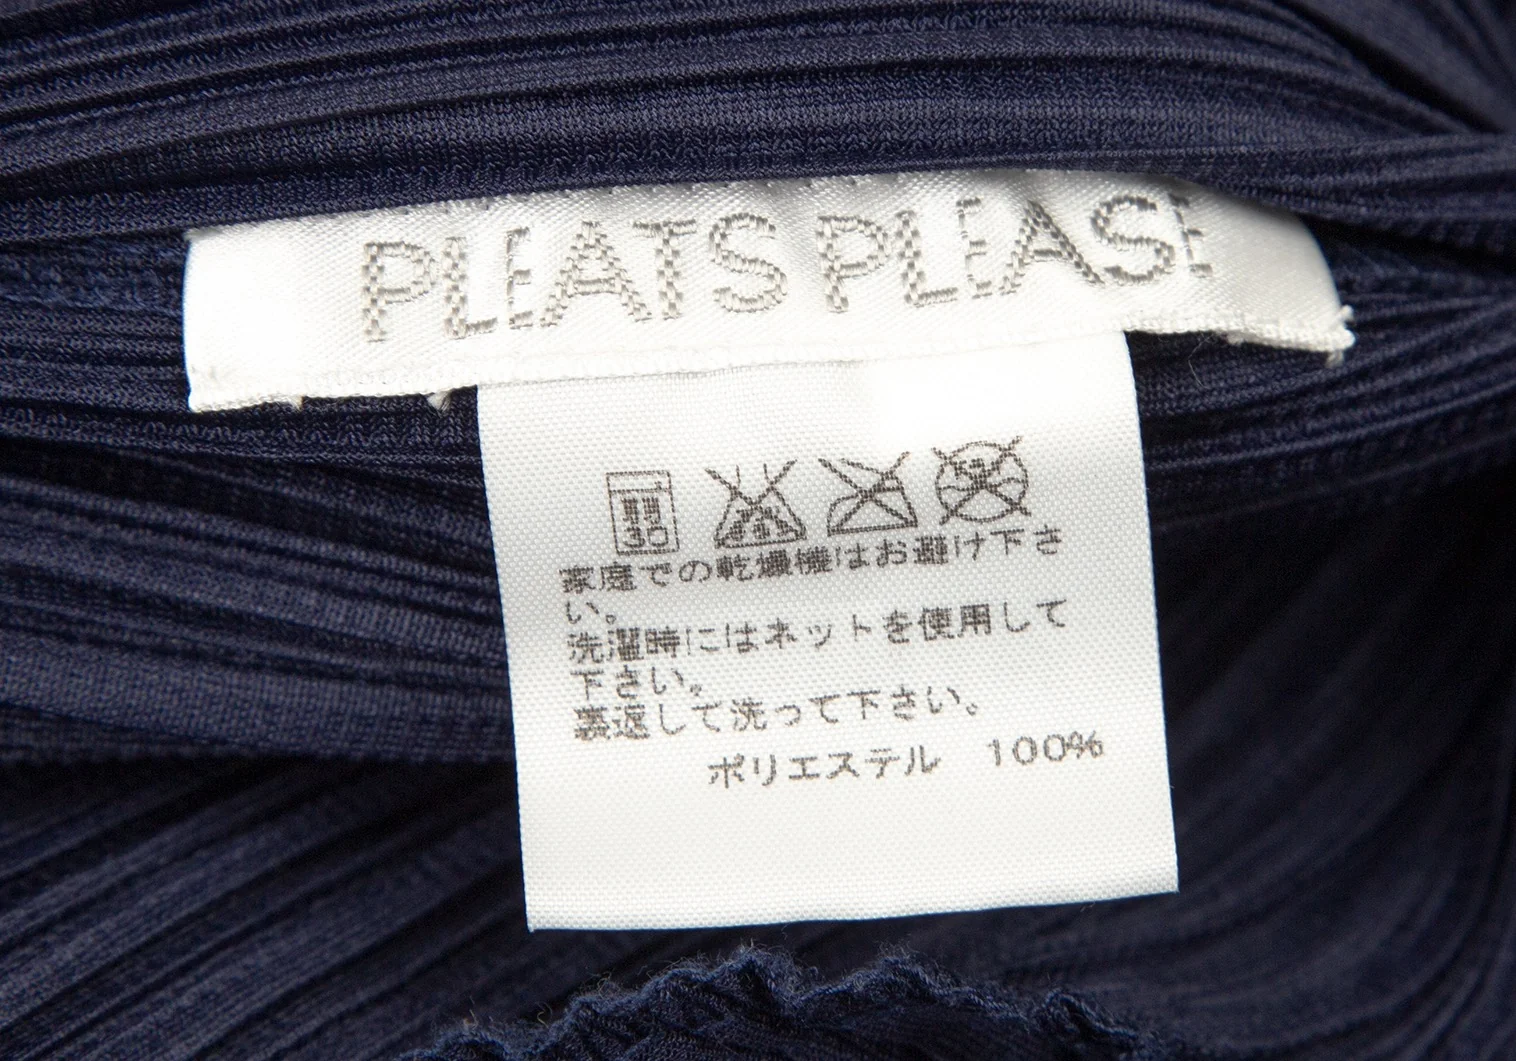 PLEATS PLEASE
30
家庭での乾燥機はお避け下さ
い。
洗濯時にはネットを使用して
下さい。
裏返しで洗って下さい。
ポリエステル 100%